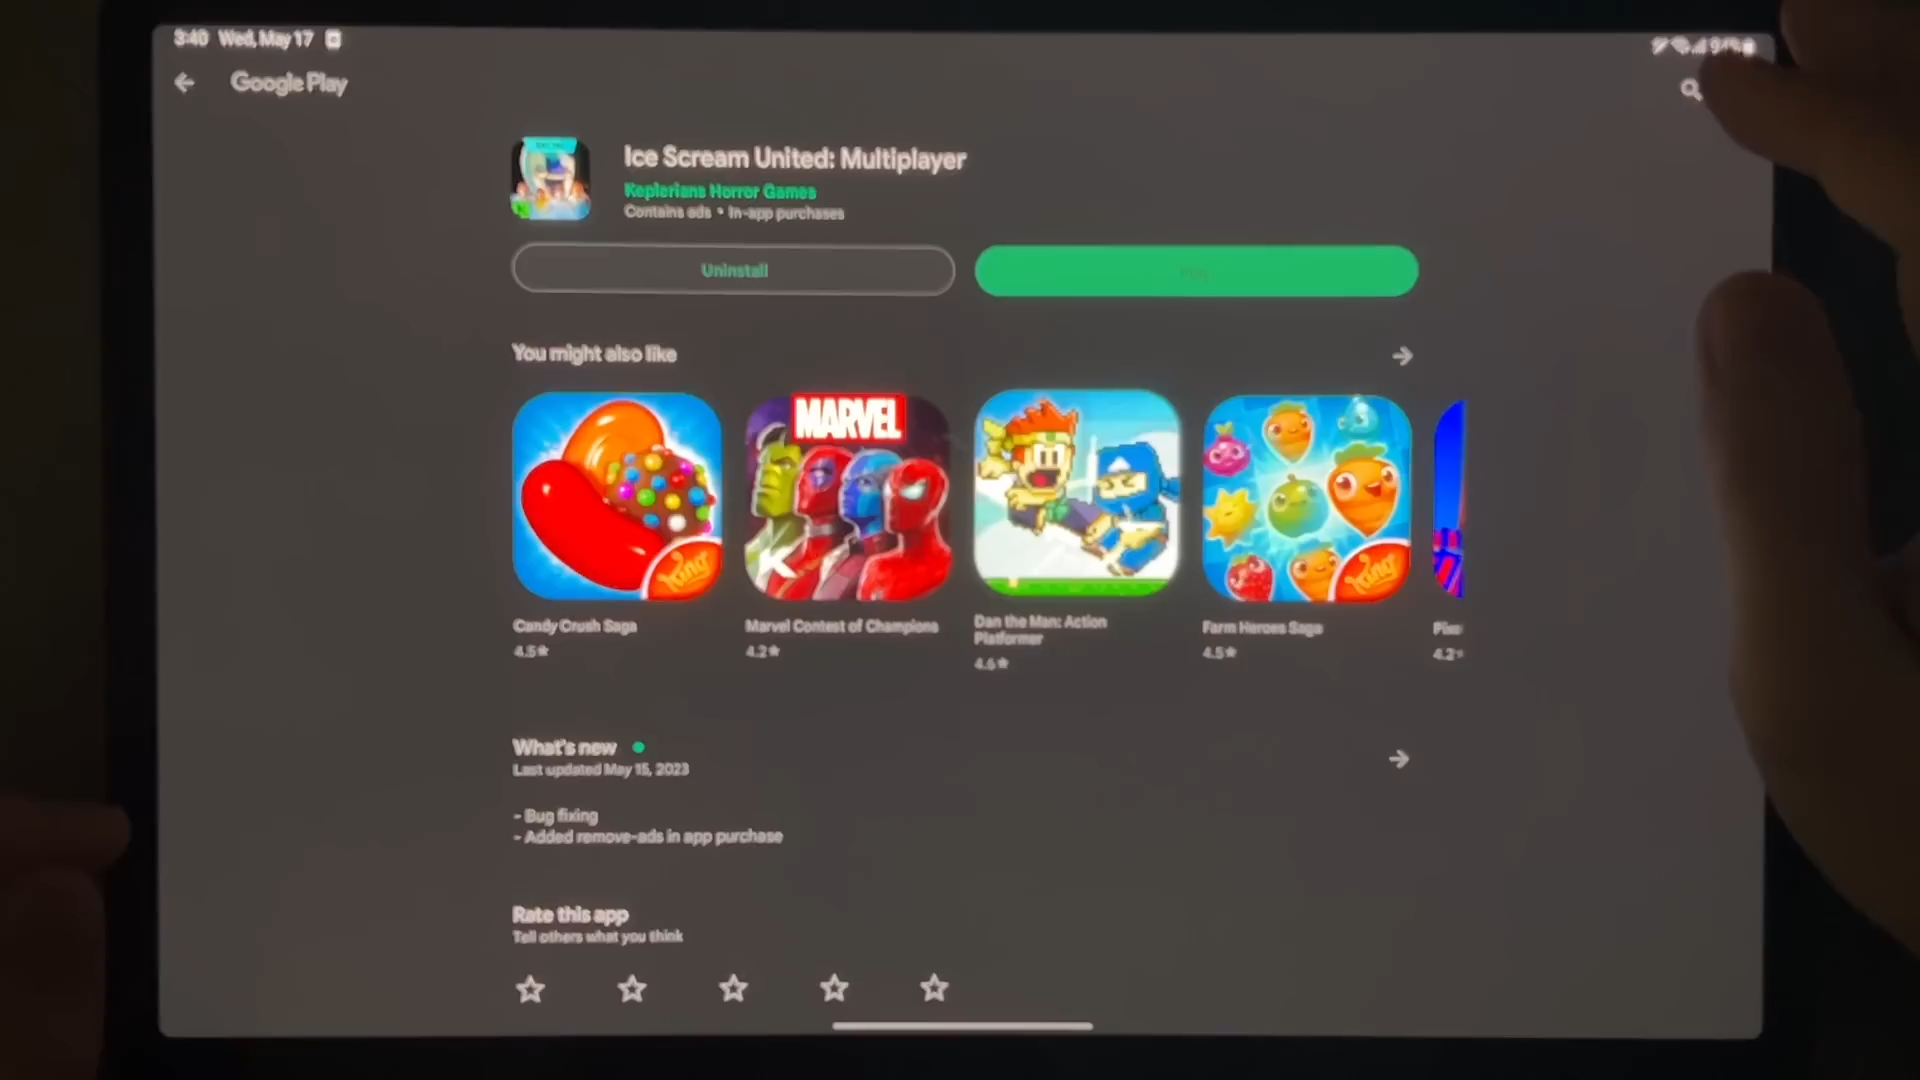 3:40 Wed, May 17
Google Play
Ice Scream United: Multiplayer
Keplerians Horror Games
Contains ads • In-app purchases
Uninstall
Play
You might also like
MARVEL
King
K
King
Candy Crush Saga
4.5★
Marvel Contest of Champions
4.2★
Dan the Man: Action
Platformer
4.6★
Farm Heroes Saga
4.5★
4.2
What's new
Last updated May 15, 2023
- Bug fixing
- Added remove-ads in app purchase
Rate this app
Tell others what you think